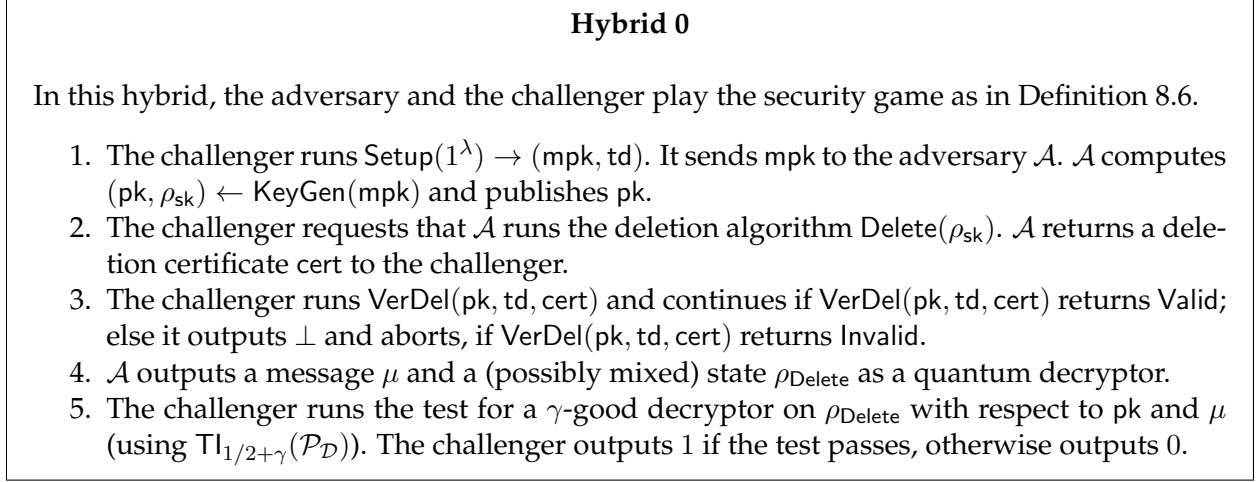 Hybrid 0
In this hybrid, the adversary and the challenger play the security game as in Definition 8.6.
1. The challenger runs Setup(1^λ) → (mpk, td). It sends mpk to the adversary 𝒜. 𝒜 computes
(pk, ρ_sk) ← KeyGen(mpk) and publishes pk.
2. The challenger requests that 𝒜 runs the deletion algorithm Delete(ρ_sk). 𝒜 returns a dele-
tion certificate cert to the challenger.
3. The challenger runs VerDel(pk, td, cert) and continues if VerDel(pk, td, cert) returns Valid;
else it outputs ⊥ and aborts, if VerDel(pk, td, cert) returns Invalid.
4. 𝒜 outputs a message μ and a (possibly mixed) state ρ_Delete as a quantum decryptor.
5. The challenger runs the test for a γ-good decryptor on ρ_Delete with respect to pk and μ
(using TI_{1/2+γ}(𝒫_𝒟)). The challenger outputs 1 if the test passes, otherwise outputs 0.